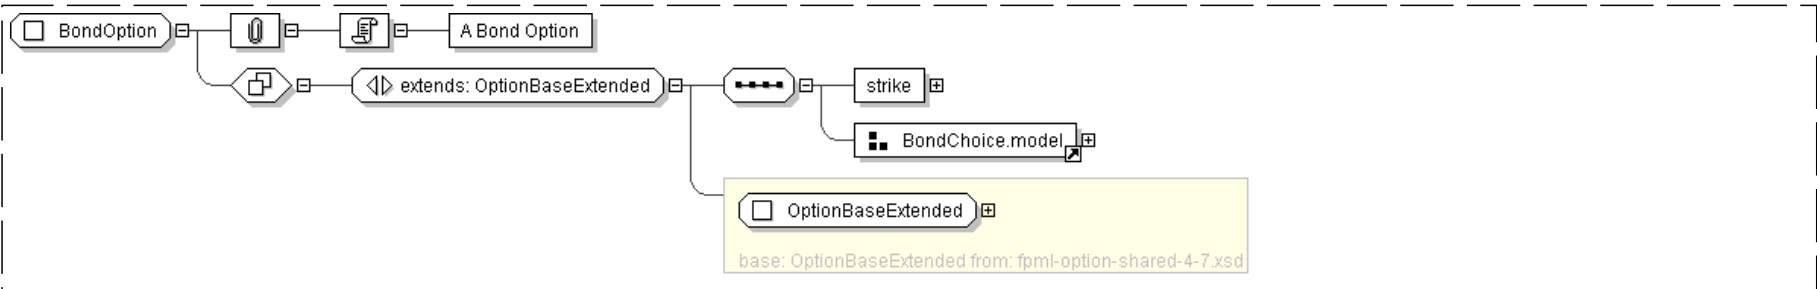 BondOption
A Bond Option
extends: OptionBaseExtended
strike
BondChoice.model
OptionBaseExtended
base: OptionBaseExtended from: fpml-option-shared-4-7.xsd